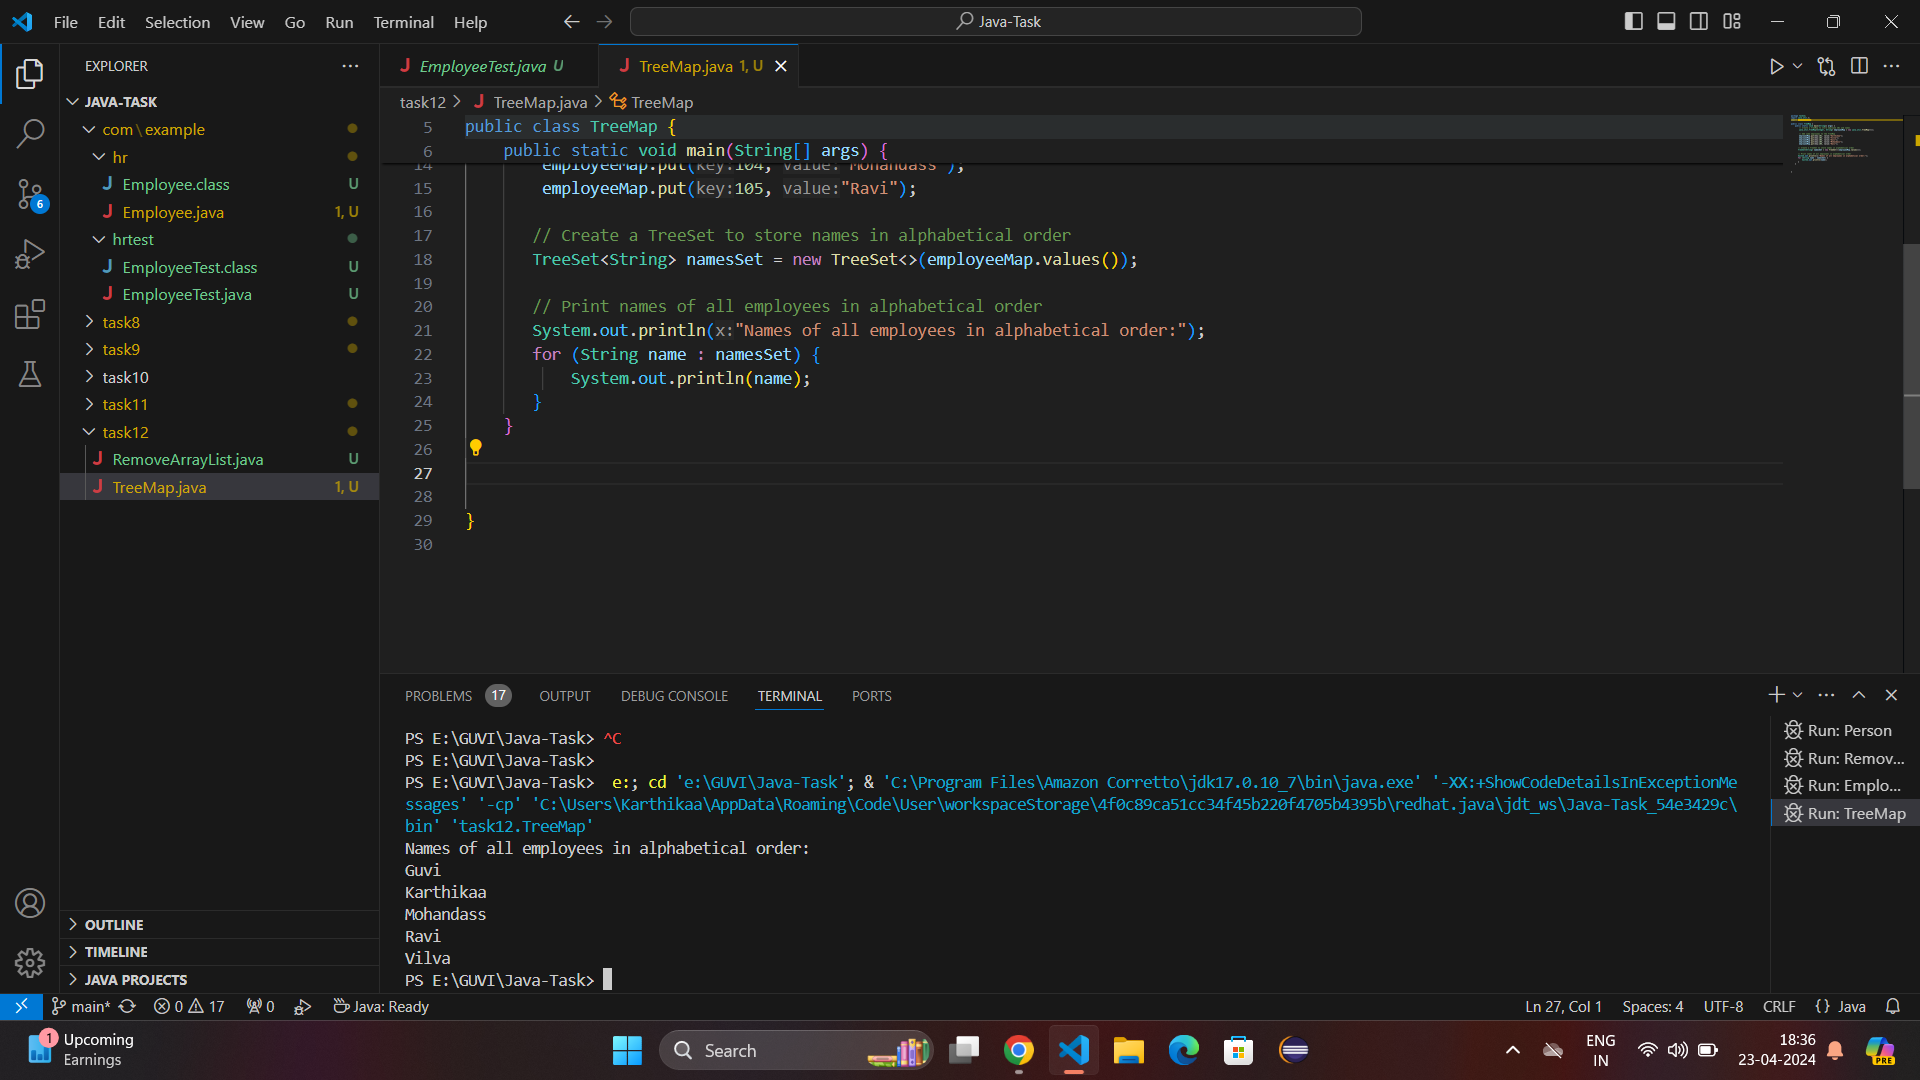 File Edit Selection View Go Run Terminal Help
Java-Task
EXPLORER
JAVA-TASK
com\example
hr
Employee.class U
Employee.java 1, U
hrtest
EmployeeTest.class U
EmployeeTest.java U
task8
task9
task10
task11
task12
RemoveArrayList.java U
TreeMap.java 1, U
OUTLINE
TIMELINE
JAVA PROJECTS
EmployeeTest.java U
TreeMap.java 1, U
task12 > TreeMap.java > TreeMap
5 public class TreeMap {
6 public static void main(String[] args) {
14 employeeMap.put(key:104, value:"Mohandass");
15 employeeMap.put(key:105, value:"Ravi");
16
17 // Create a TreeSet to store names in alphabetical order
18 TreeSet<String> namesSet = new TreeSet<>(employeeMap.values());
19
20 // Print names of all employees in alphabetical order
21 System.out.println(x:"Names of all employees in alphabetical order:");
22 for (String name : namesSet) {
23 System.out.println(name);
24 }
25 }
26
27
28
29 }
30
PROBLEMS 17 OUTPUT DEBUG CONSOLE TERMINAL PORTS
PS E:\GUVI\Java-Task> ^C
PS E:\GUVI\Java-Task>
PS E:\GUVI\Java-Task>  e:; cd 'e:\GUVI\Java-Task'; & 'C:\Program Files\Amazon Corretto\jdk17.0.10_7\bin\java.exe' '-XX:+ShowCodeDetailsInExceptionMe
ssages' '-cp' 'C:\Users\Karthikaa\AppData\Roaming\Code\User\workspaceStorage\4f0c89ca51cc34f45b220f4705b4395b\redhat.java\jdt_ws\Java-Task_54e3429c\
bin' 'task12.TreeMap'
Names of all employees in alphabetical order:
Guvi
Karthikaa
Mohandass
Ravi
Vilva
PS E:\GUVI\Java-Task>
Run: Person
Run: Remov...
Run: Emplo...
Run: TreeMap
6
main* 0 17 0 Java: Ready
Ln 27, Col 1 Spaces: 4 UTF-8 CRLF {} Java
1
Upcoming
Earnings
Search
ENG
IN
18:36
23-04-2024
PRE